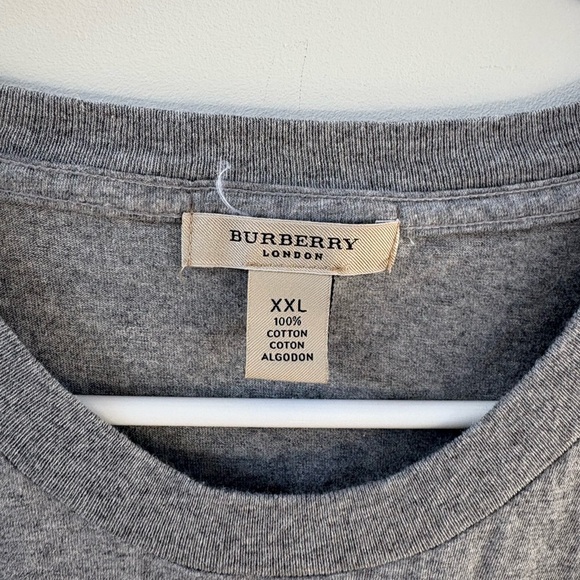 BURBERRY
LONDON
XXL
100%
COTTON
COTON
ALGODON